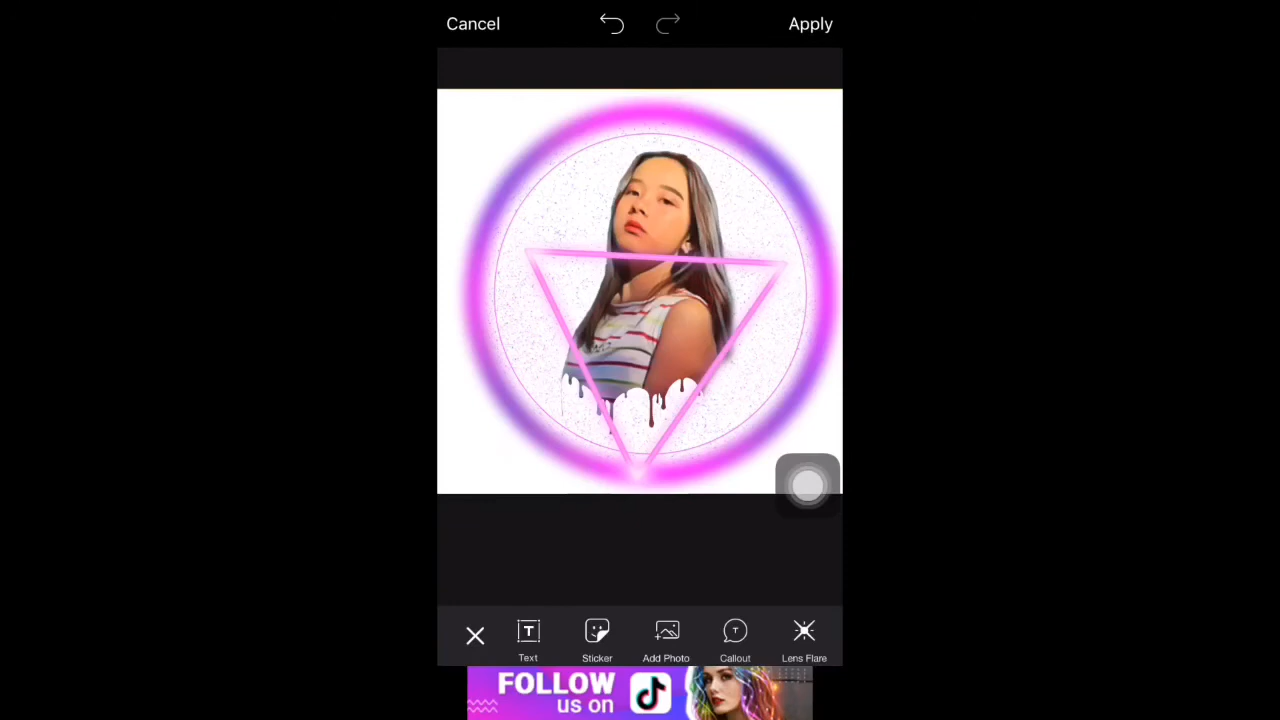 Cancel
Apply
Text
Sticker
Add Photo
Callout
Lens Flare
FOLLOW
us on